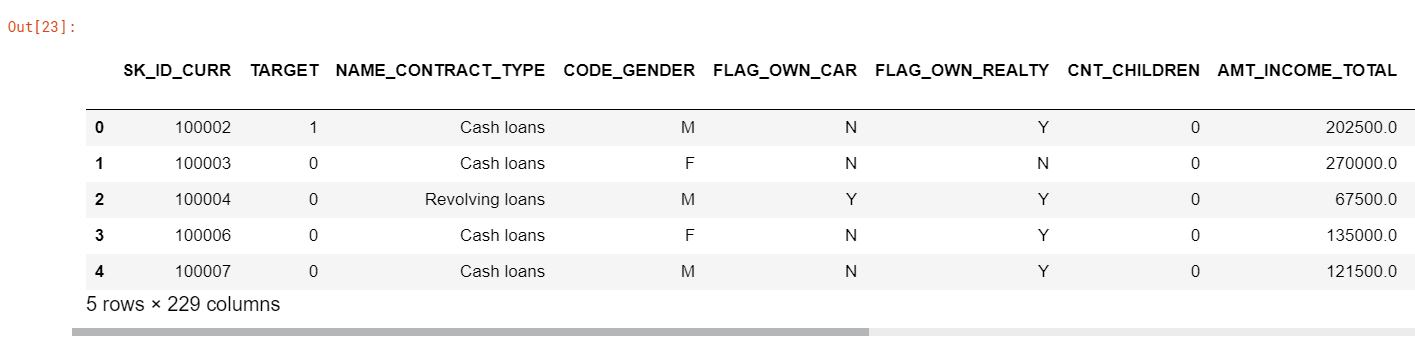 Out[23]:
SK_ID_CURR TARGET NAME_CONTRACT_TYPE CODE_GENDER FLAG_OWN_CAR FLAG_OWN_REALTY CNT_CHILDREN AMT_INCOME_TOTAL
0 100002 1 Cash loans M N Y 0 202500.0
1 100003 0 Cash loans F N N 0 270000.0
2 100004 0 Revolving loans M Y Y 0 67500.0
3 100006 0 Cash loans F N Y 0 135000.0
4 100007 0 Cash loans M N Y 0 121500.0
5 rows × 229 columns